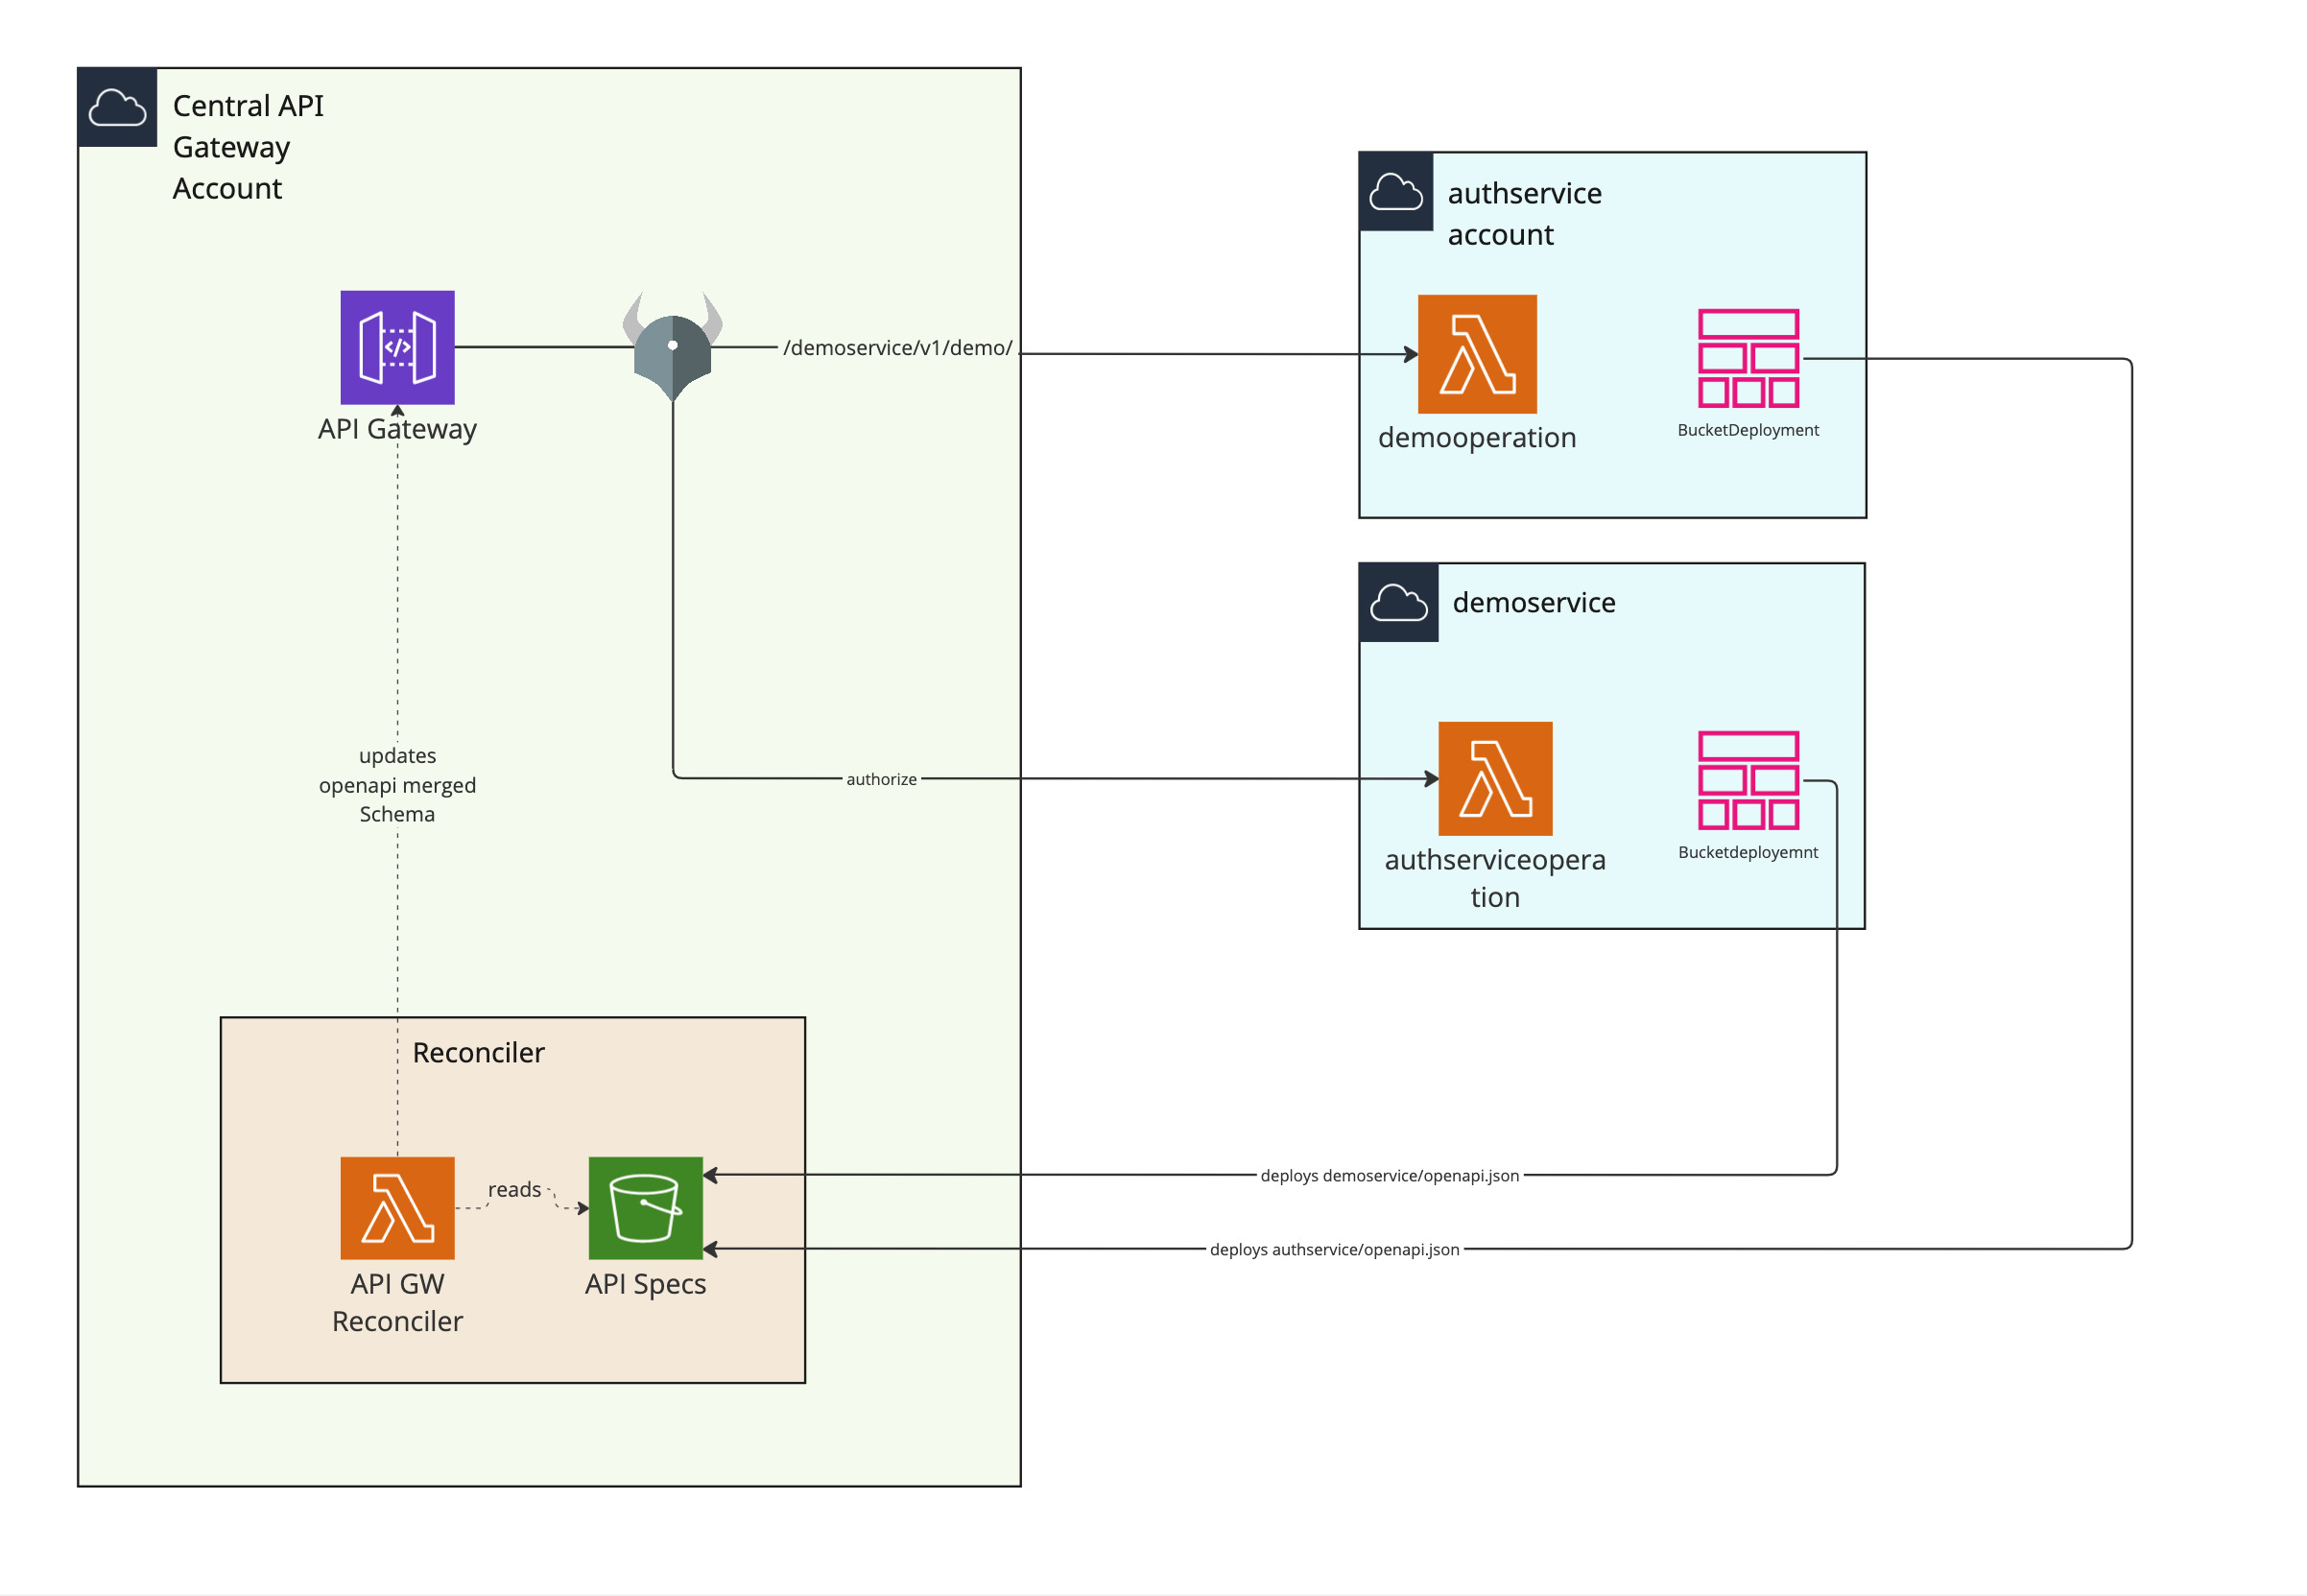 Central API
Gateway
Account
authservice
account
/demoservice/v1/demo/
API Gateway
demooperation
BucketDeployment
demoservice
updates
openapi merged
Schema
authorize
authserviceopera
tion
Bucketdeployemnt
Reconciler
reads
deploys demoservice/openapi.json
deploys authservice/openapi.json
API GW
Reconciler
API Specs